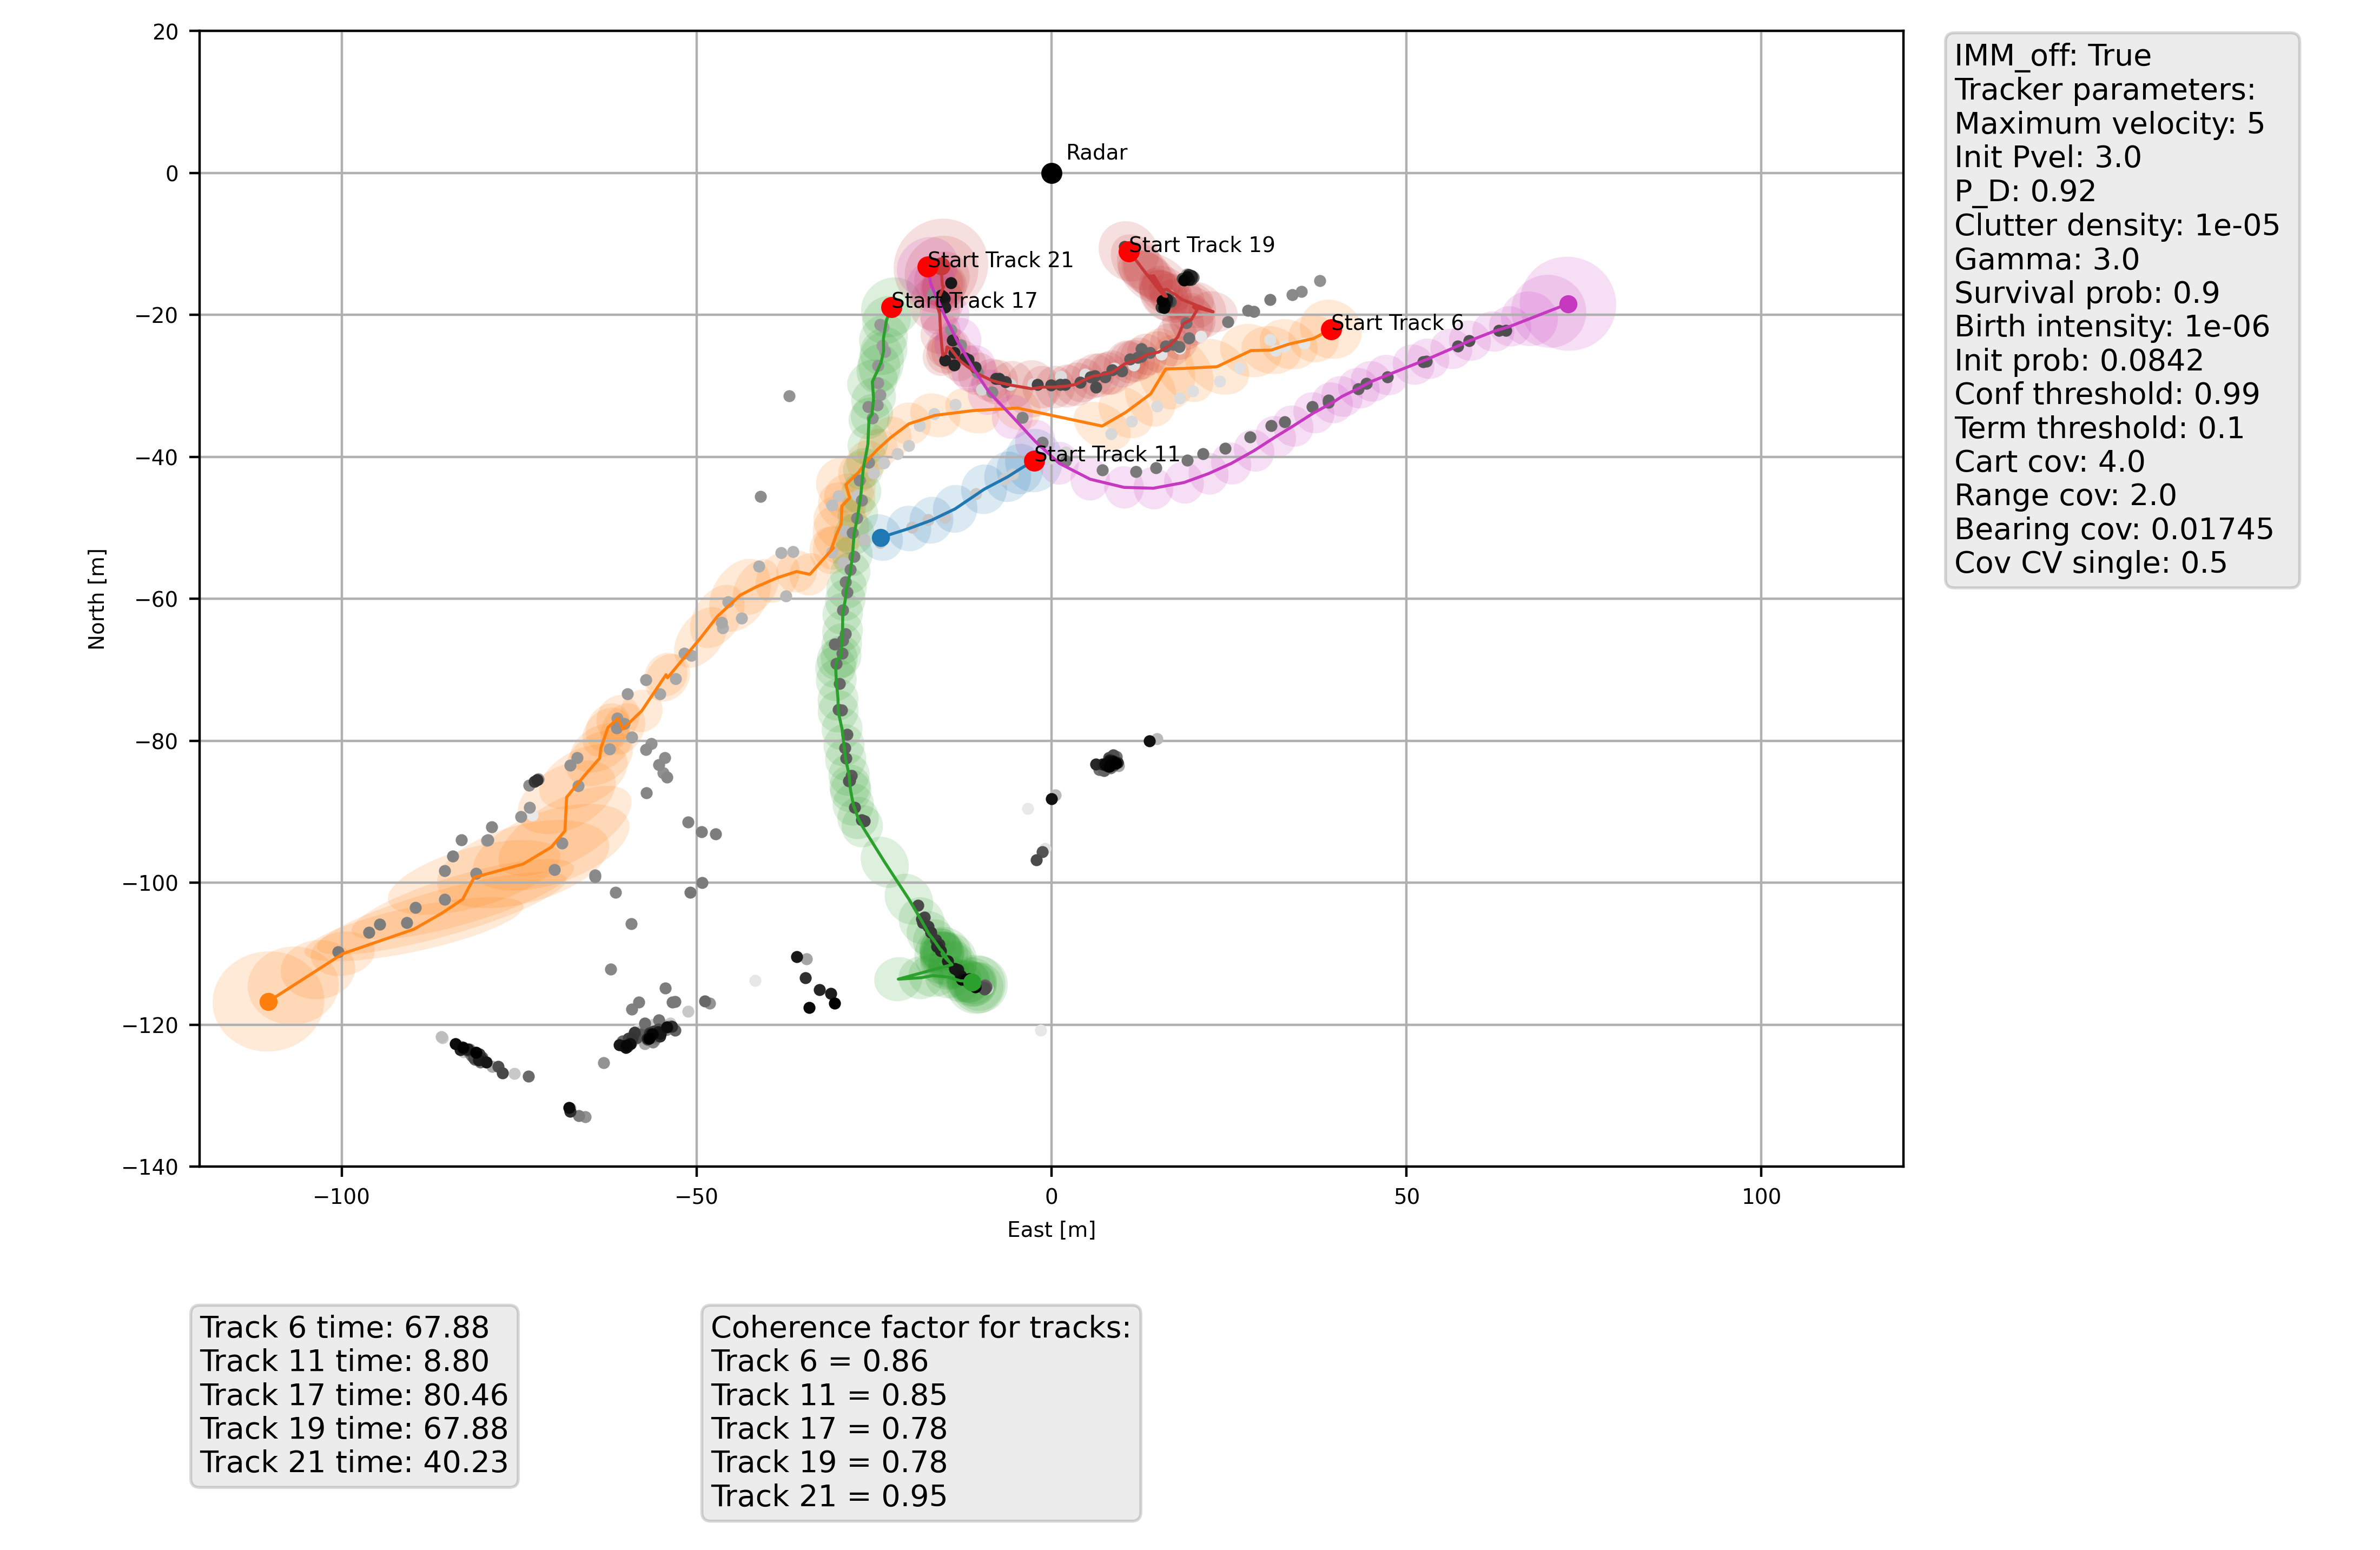 20
0
−20
−40
−60
−80
−100
−120
−140
−100
−50
0
50
100
North [m]
East [m]
Radar
Start Track 21
Start Track 19
Start Track 17
Start Track 6
Start Track 11
IMM_off: True
Tracker parameters:
Maximum velocity: 5
Init Pvel: 3.0
P_D: 0.92
Clutter density: 1e-05
Gamma: 3.0
Survival prob: 0.9
Birth intensity: 1e-06
Init prob: 0.0842
Conf threshold: 0.99
Term threshold: 0.1
Cart cov: 4.0
Range cov: 2.0
Bearing cov: 0.01745
Cov CV single: 0.5
Track 6 time: 67.88
Track 11 time: 8.80
Track 17 time: 80.46
Track 19 time: 67.88
Track 21 time: 40.23
Coherence factor for tracks:
Track 6 = 0.86
Track 11 = 0.85
Track 17 = 0.78
Track 19 = 0.78
Track 21 = 0.95